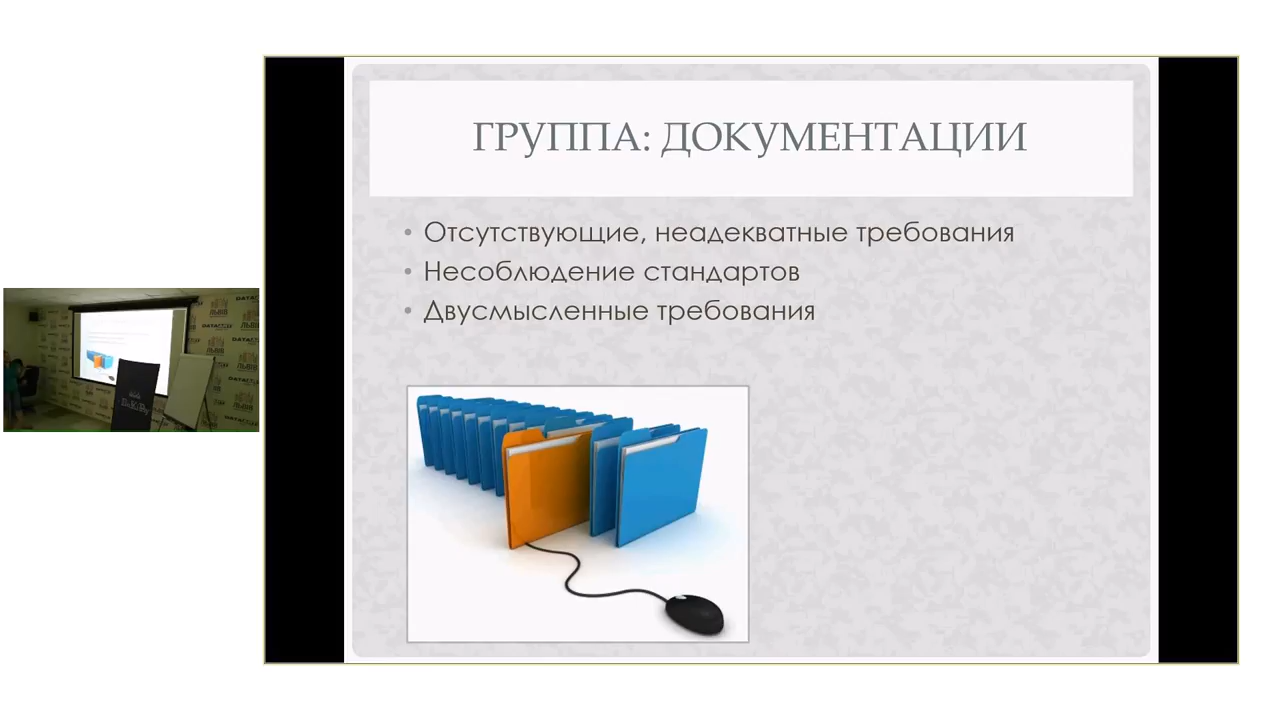 ГРУППА: ДОКУМЕНТАЦИИ
• Отсутствующие, неадекватные требования
• Несоблюдение стандартов
• Двусмысленные требования